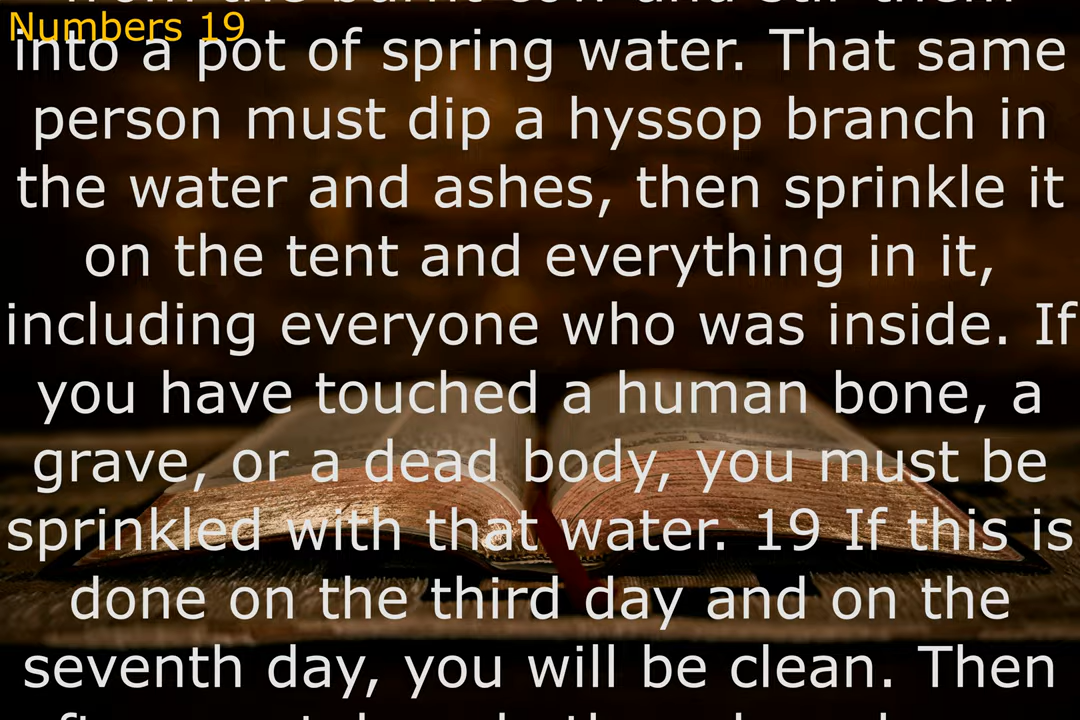 Numbers 19
into a pot of spring water. That same
person must dip a hyssop branch in
the water and ashes, then sprinkle it
on the tent and everything in it,
including everyone who was inside. If
you have touched a human bone, a
grave, or a dead body, you must be
sprinkled with that water. 19 If this is
done on the third day and on the
seventh day, you will be clean. Then